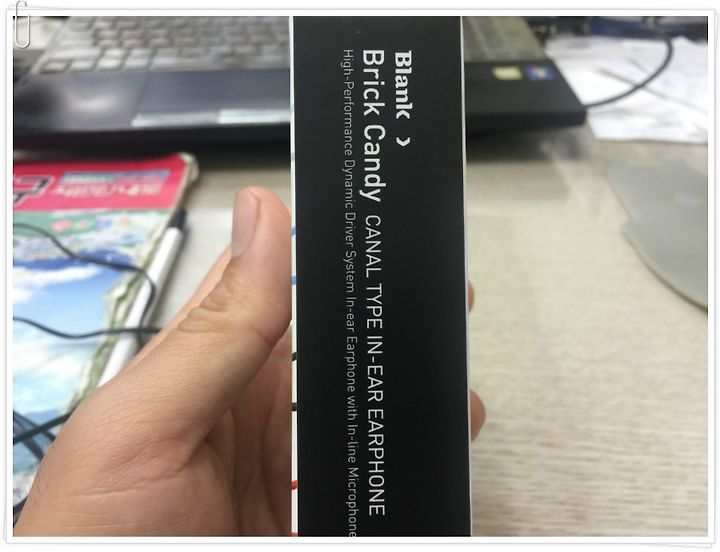 Blank >
Brick Candy CANAL TYPE IN-EAR EARPHONE
High-Performance Dynamic Driver System In-ear Earphone with In-line Microphone